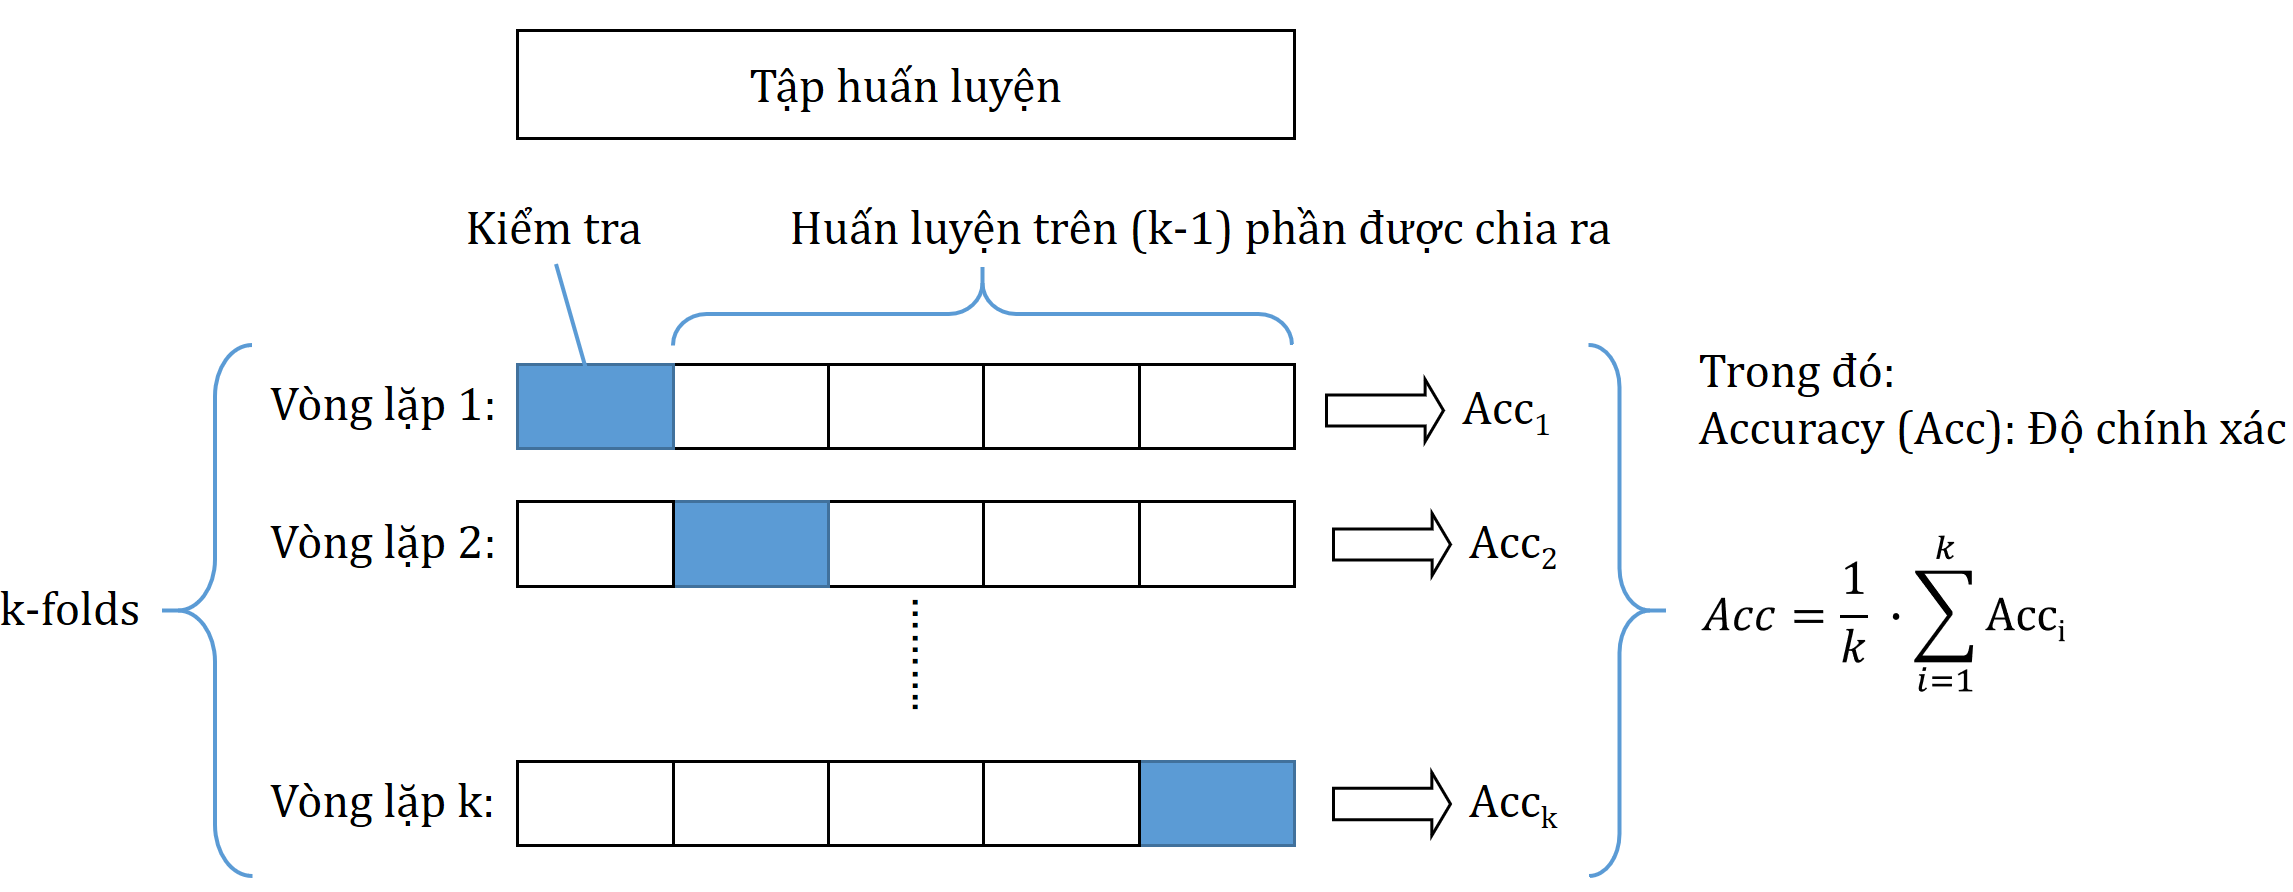 Tập huấn luyện
Kiểm tra
Huấn luyện trên (k-1) phần được chia ra
k-folds
Vòng lặp 1:
Acc₁
Vòng lặp 2:
Acc₂
Vòng lặp k:
Accₖ
Trong đó:
Accuracy (Acc): Độ chính xác
Acc = 1/k · ∑_{i=1}^{k} Accᵢ